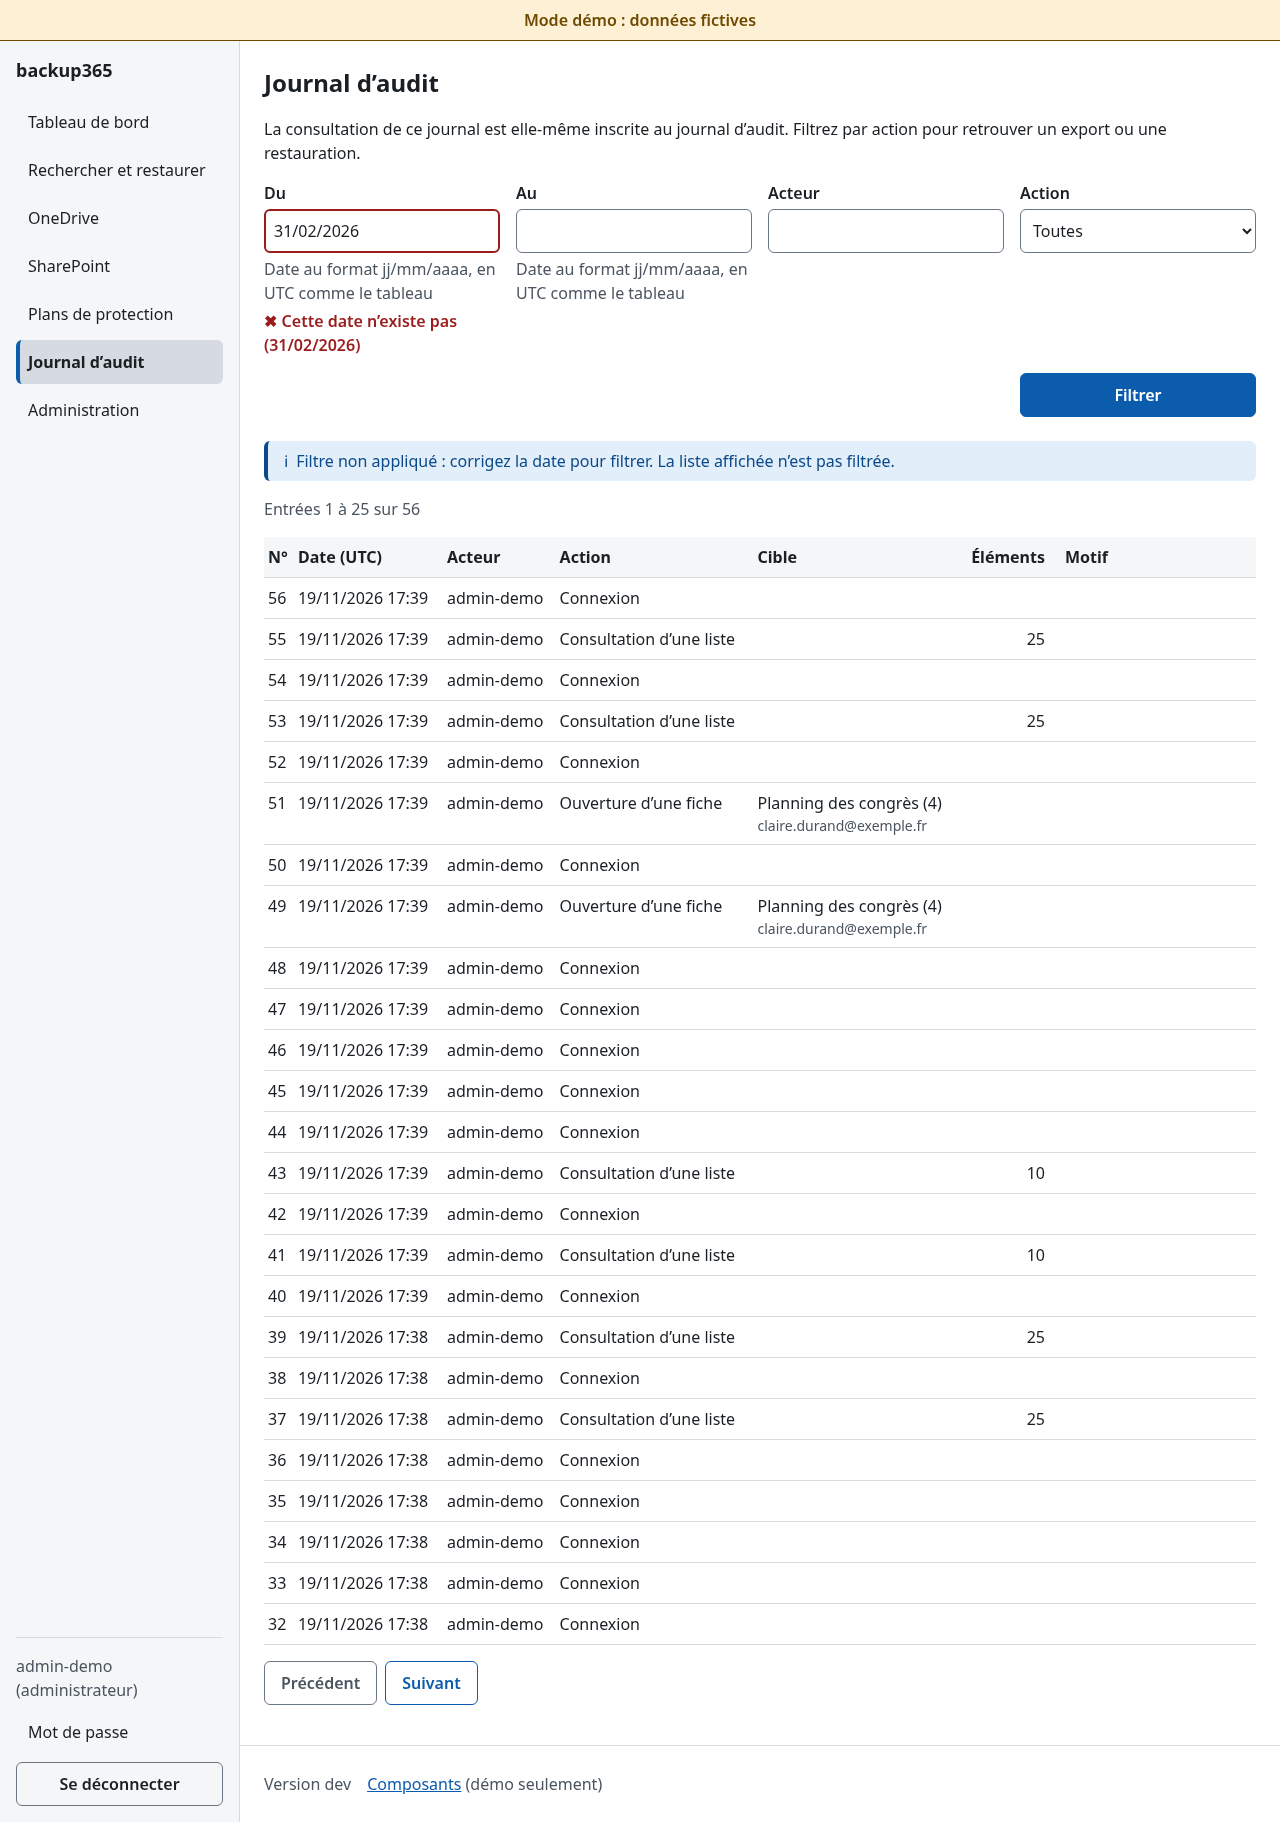 Mode démo : données fictives
backup365
Tableau de bord
Rechercher et restaurer
OneDrive
SharePoint
Plans de protection
Journal d’audit
Administration
admin-demo
(administrateur)
Mot de passe
Se déconnecter
Journal d’audit
La consultation de ce journal est elle-même inscrite au journal d’audit. Filtrez par action pour retrouver un export ou une
restauration.
Du
31/02/2026
Date au format jj/mm/aaaa, en
UTC comme le tableau
✖ Cette date n’existe pas
(31/02/2026)
Au
Date au format jj/mm/aaaa, en
UTC comme le tableau
Acteur
Action
Toutes
Filtrer
i Filtre non appliqué : corrigez la date pour filtrer. La liste affichée n’est pas filtrée.
Entrées 1 à 25 sur 56
N° Date (UTC) Acteur Action Cible Éléments Motif
56 19/11/2026 17:39 admin-demo Connexion
55 19/11/2026 17:39 admin-demo Consultation d’une liste 25
54 19/11/2026 17:39 admin-demo Connexion
53 19/11/2026 17:39 admin-demo Consultation d’une liste 25
52 19/11/2026 17:39 admin-demo Connexion
51 19/11/2026 17:39 admin-demo Ouverture d’une fiche Planning des congrès (4)
claire.durand@exemple.fr
50 19/11/2026 17:39 admin-demo Connexion
49 19/11/2026 17:39 admin-demo Ouverture d’une fiche Planning des congrès (4)
claire.durand@exemple.fr
48 19/11/2026 17:39 admin-demo Connexion
47 19/11/2026 17:39 admin-demo Connexion
46 19/11/2026 17:39 admin-demo Connexion
45 19/11/2026 17:39 admin-demo Connexion
44 19/11/2026 17:39 admin-demo Connexion
43 19/11/2026 17:39 admin-demo Consultation d’une liste 10
42 19/11/2026 17:39 admin-demo Connexion
41 19/11/2026 17:39 admin-demo Consultation d’une liste 10
40 19/11/2026 17:39 admin-demo Connexion
39 19/11/2026 17:38 admin-demo Consultation d’une liste 25
38 19/11/2026 17:38 admin-demo Connexion
37 19/11/2026 17:38 admin-demo Consultation d’une liste 25
36 19/11/2026 17:38 admin-demo Connexion
35 19/11/2026 17:38 admin-demo Connexion
34 19/11/2026 17:38 admin-demo Connexion
33 19/11/2026 17:38 admin-demo Connexion
32 19/11/2026 17:38 admin-demo Connexion
Précédent Suivant
Version dev Composants (démo seulement)